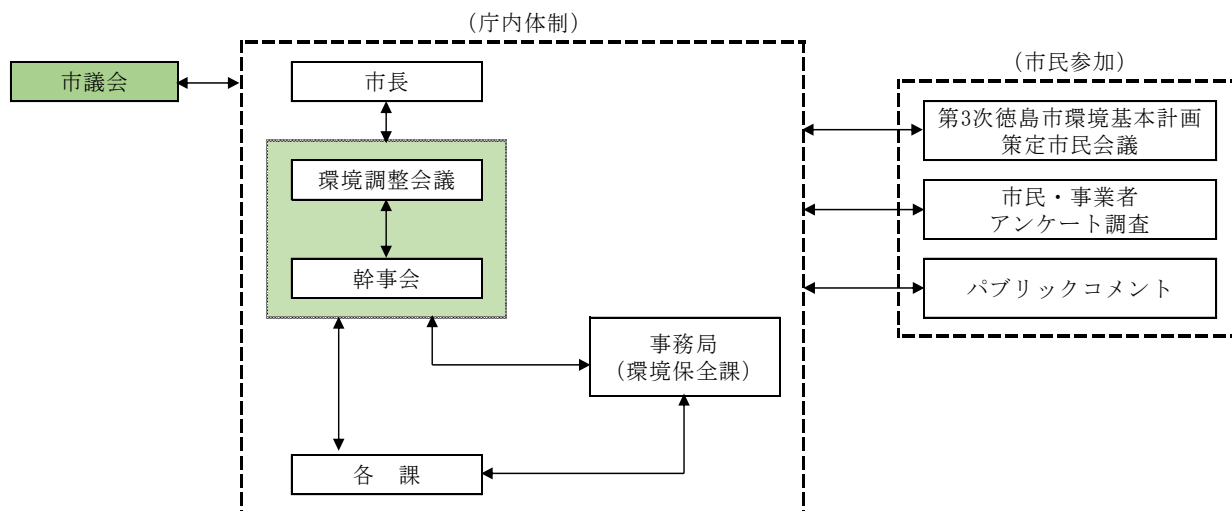 （庁内体制）
市議会
市長
環境調整会議
幹事会
事務局
（環境保全課）
各　課
（市民参加）
第3次徳島市環境基本計画
策定市民会議
市民・事業者
アンケート調査
パブリックコメント